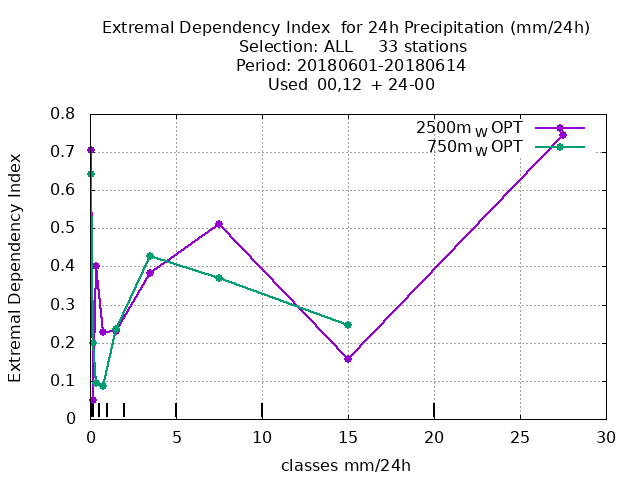 Extremal Dependency Index  for 24h Precipitation (mm/24h)
Selection: ALL     33 stations
Period: 20180601-20180614
Used  00,12  + 24-00
2500m W OPT
750m W OPT
Extremal Dependency Index
0.8
0.7
0.6
0.5
0.4
0.3
0.2
0.1
0
0 5 10 15 20 25 30
classes mm/24h